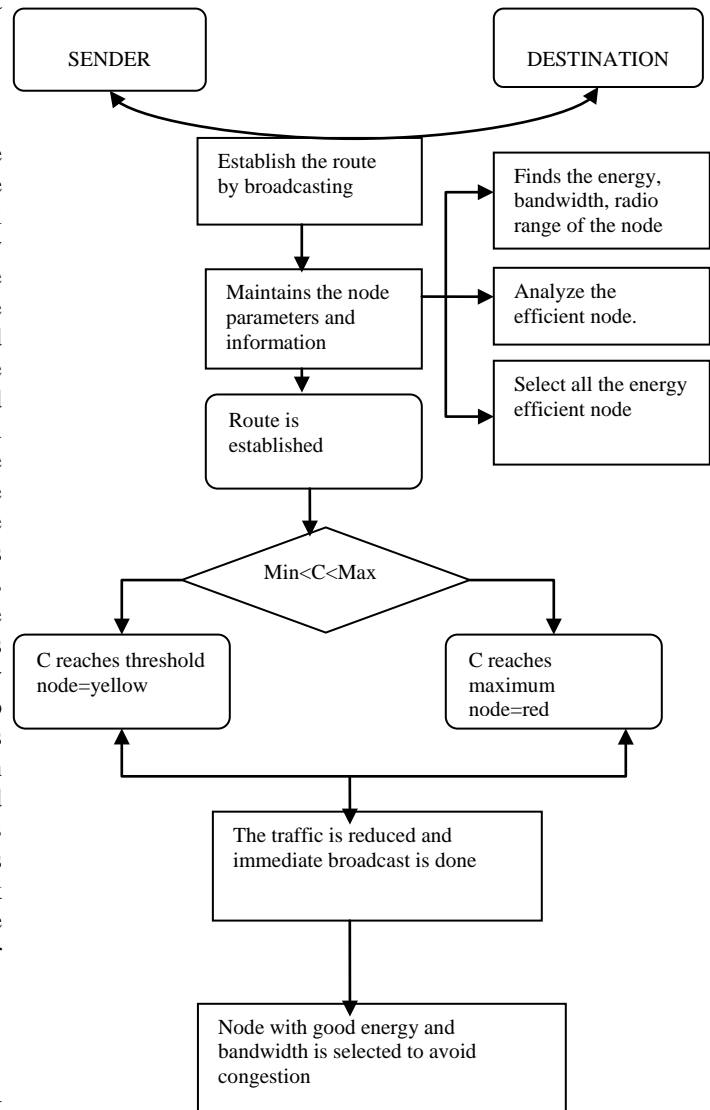 SENDER
DESTINATION
Establish the route
by broadcasting
Finds the energy,
bandwidth, radio
range of the node
Maintains the node
parameters and
information
Analyze the
efficient node.
Select all the energy
efficient node
Route is
established
Min<C<Max
C reaches threshold
node=yellow
C reaches
maximum
node=red
The traffic is reduced and
immediate broadcast is done
Node with good energy and
bandwidth is selected to avoid
congestion